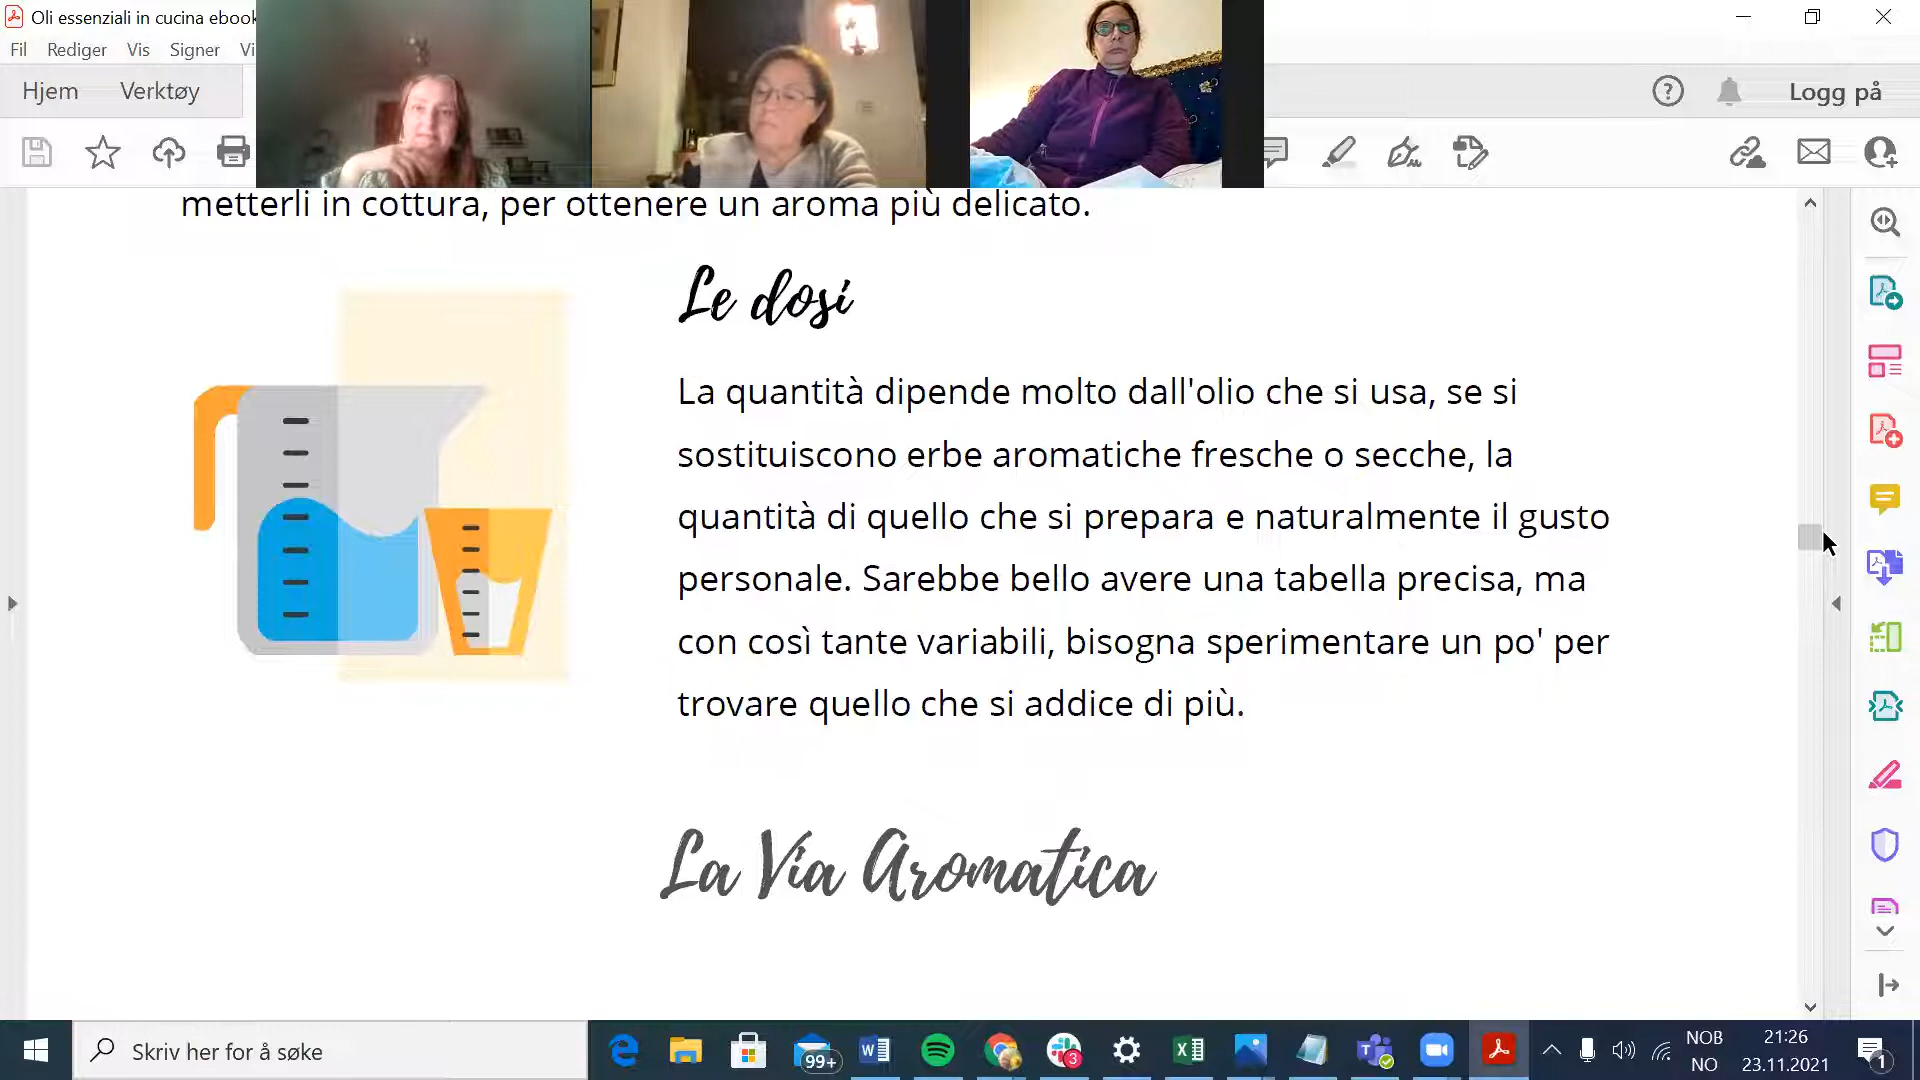 Oli essenziali in cucina ebook
Fil Rediger Vis Signer Vi
Hjem Verktøy
Logg på
metterli in cottura, per ottenere un aroma più delicato.
Le dosi
La quantità dipende molto dall'olio che si usa, se si
sostituiscono erbe aromatiche fresche o secche, la
quantità di quello che si prepara e naturalmente il gusto
personale. Sarebbe bello avere una tabella precisa, ma
con così tante variabili, bisogna sperimentare un po' per
trovare quello che si addice di più.
La Via Aromatica
Skriv her for å søke
99+
3
NOB
NO
21:26
23.11.2021
1